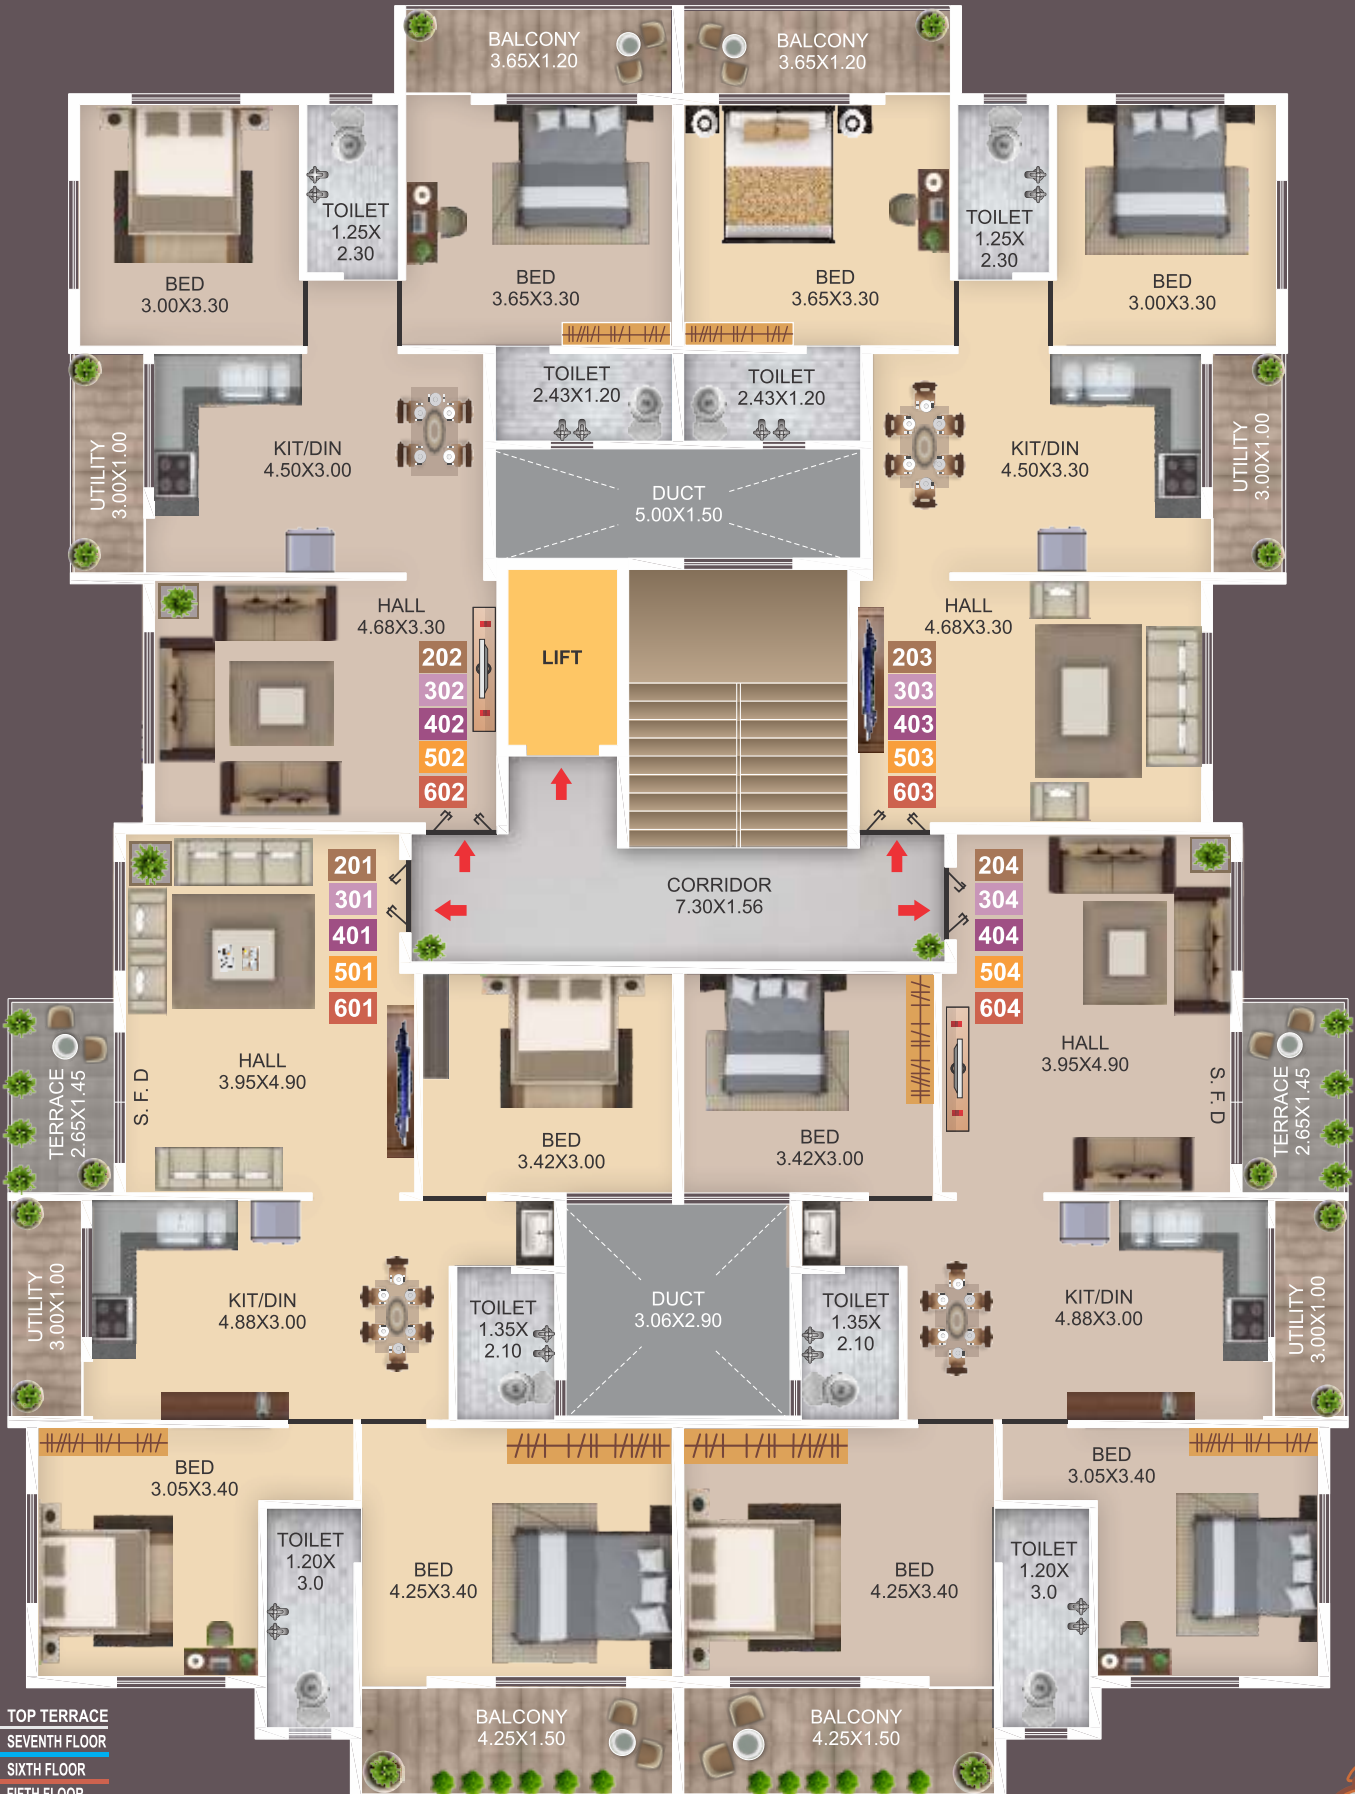 BALCONY
3.65X1.20
BALCONY
3.65X1.20
TOILET
1.25X
2.30
TOILET
1.25X
2.30
BED
3.00X3.30
BED
3.65X3.30
BED
3.65X3.30
BED
3.00X3.30
TOILET
2.43X1.20
TOILET
2.43X1.20
UTILITY
3.00X1.00
KIT/DIN
4.50X3.00
DUCT
5.00X1.50
KIT/DIN
4.50X3.30
UTILITY
3.00X1.00
HALL
4.68X3.30
202
302
402
502
602
LIFT
HALL
4.68X3.30
203
303
403
503
603
201
301
401
501
601
CORRIDOR
7.30X1.56
204
304
404
504
604
HALL
3.95X4.90
HALL
3.95X4.90
TERRACE
2.65X1.45
S. F. D
BED
3.42X3.00
BED
3.42X3.00
S. F. D
TERRACE
2.65X1.45
UTILITY
3.00X1.00
KIT/DIN
4.88X3.00
TOILET
1.35X
2.10
DUCT
3.06X2.90
TOILET
1.35X
2.10
KIT/DIN
4.88X3.00
UTILITY
3.00X1.00
BED
3.05X3.40
BED
3.05X3.40
TOILET
1.20X
3.0
BED
4.25X3.40
BED
4.25X3.40
TOILET
1.20X
3.0
BALCONY
4.25X1.50
BALCONY
4.25X1.50
TOP TERRACE
SEVENTH FLOOR
SIXTH FLOOR
FIFTH FLOOR